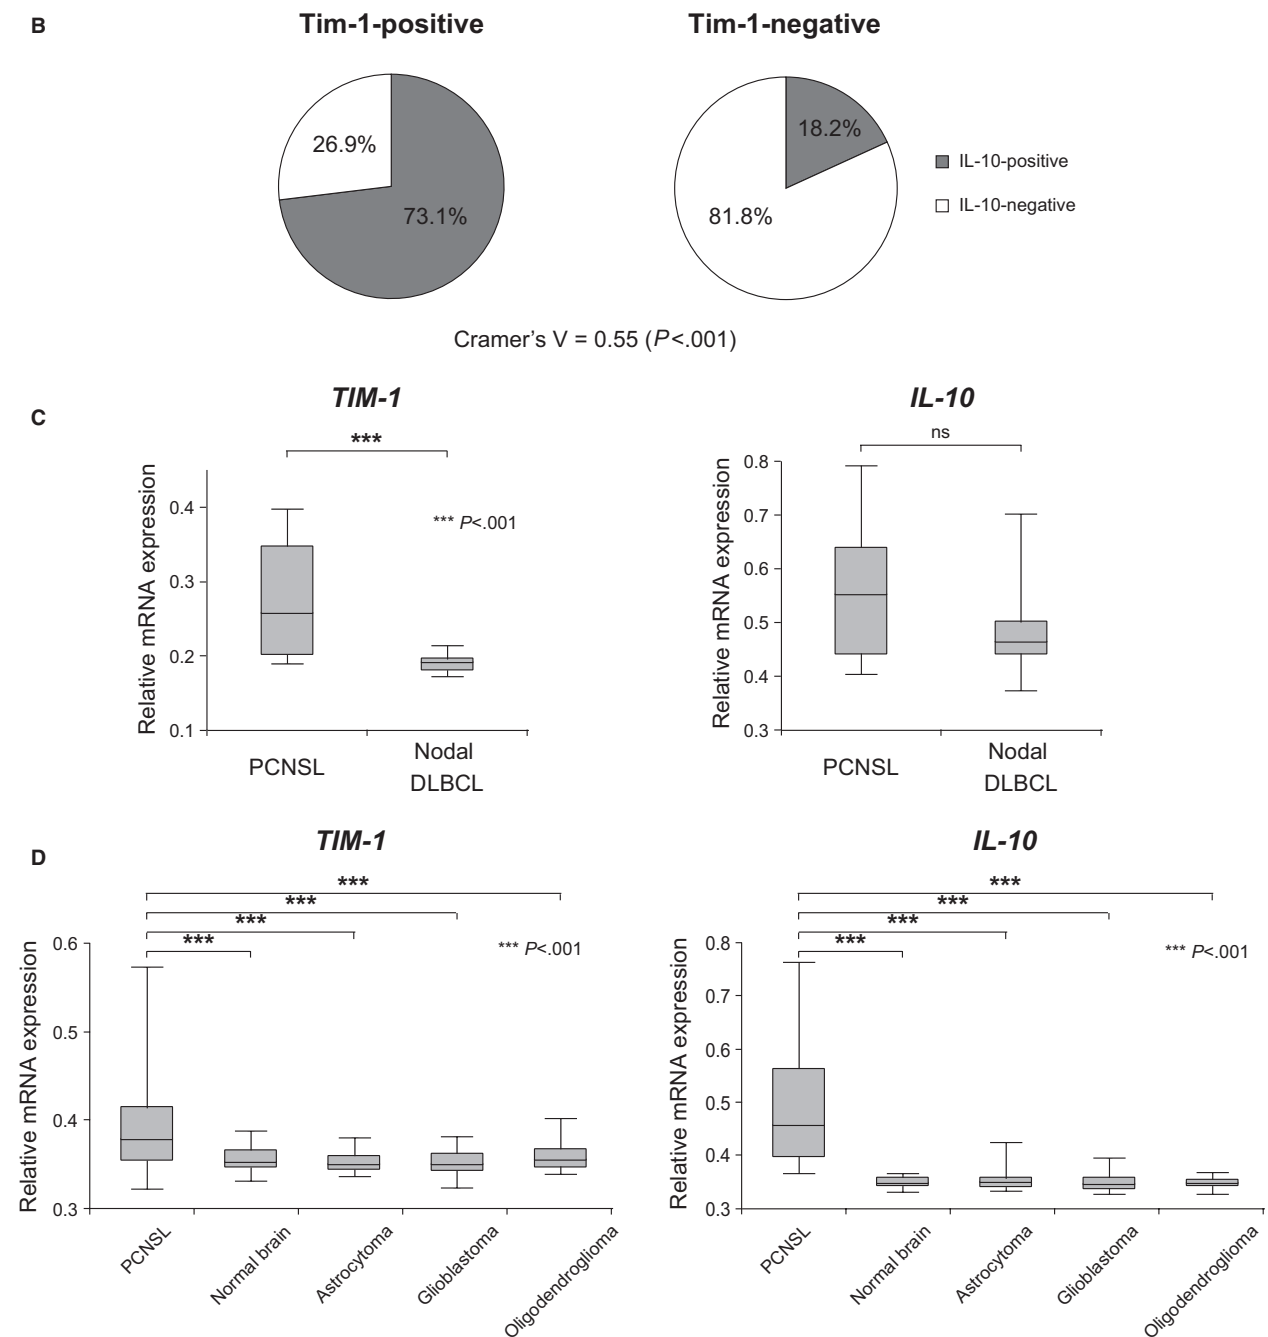 B
Tim-1-positive
Tim-1-negative
26.9%
73.1%
18.2%
81.8%
IL-10-positive
IL-10-negative
Cramer's V = 0.55 (P<.001)
C
TIM-1
***
*** P<.001
Relative mRNA expression
0.4
0.3
0.2
0.1
PCNSL
Nodal
DLBCL
IL-10
ns
Relative mRNA expression
0.8
0.7
0.6
0.5
0.4
0.3
PCNSL
Nodal
DLBCL
D
TIM-1
***
***
***
***
*** P<.001
Relative mRNA expression
0.6
0.5
0.4
0.3
PCNSL
Normal brain
Astrocytoma
Glioblastoma
Oligodendroglioma
IL-10
***
***
***
***
*** P<.001
Relative mRNA expression
0.8
0.7
0.6
0.5
0.4
0.3
PCNSL
Normal brain
Astrocytoma
Glioblastoma
Oligodendroglioma